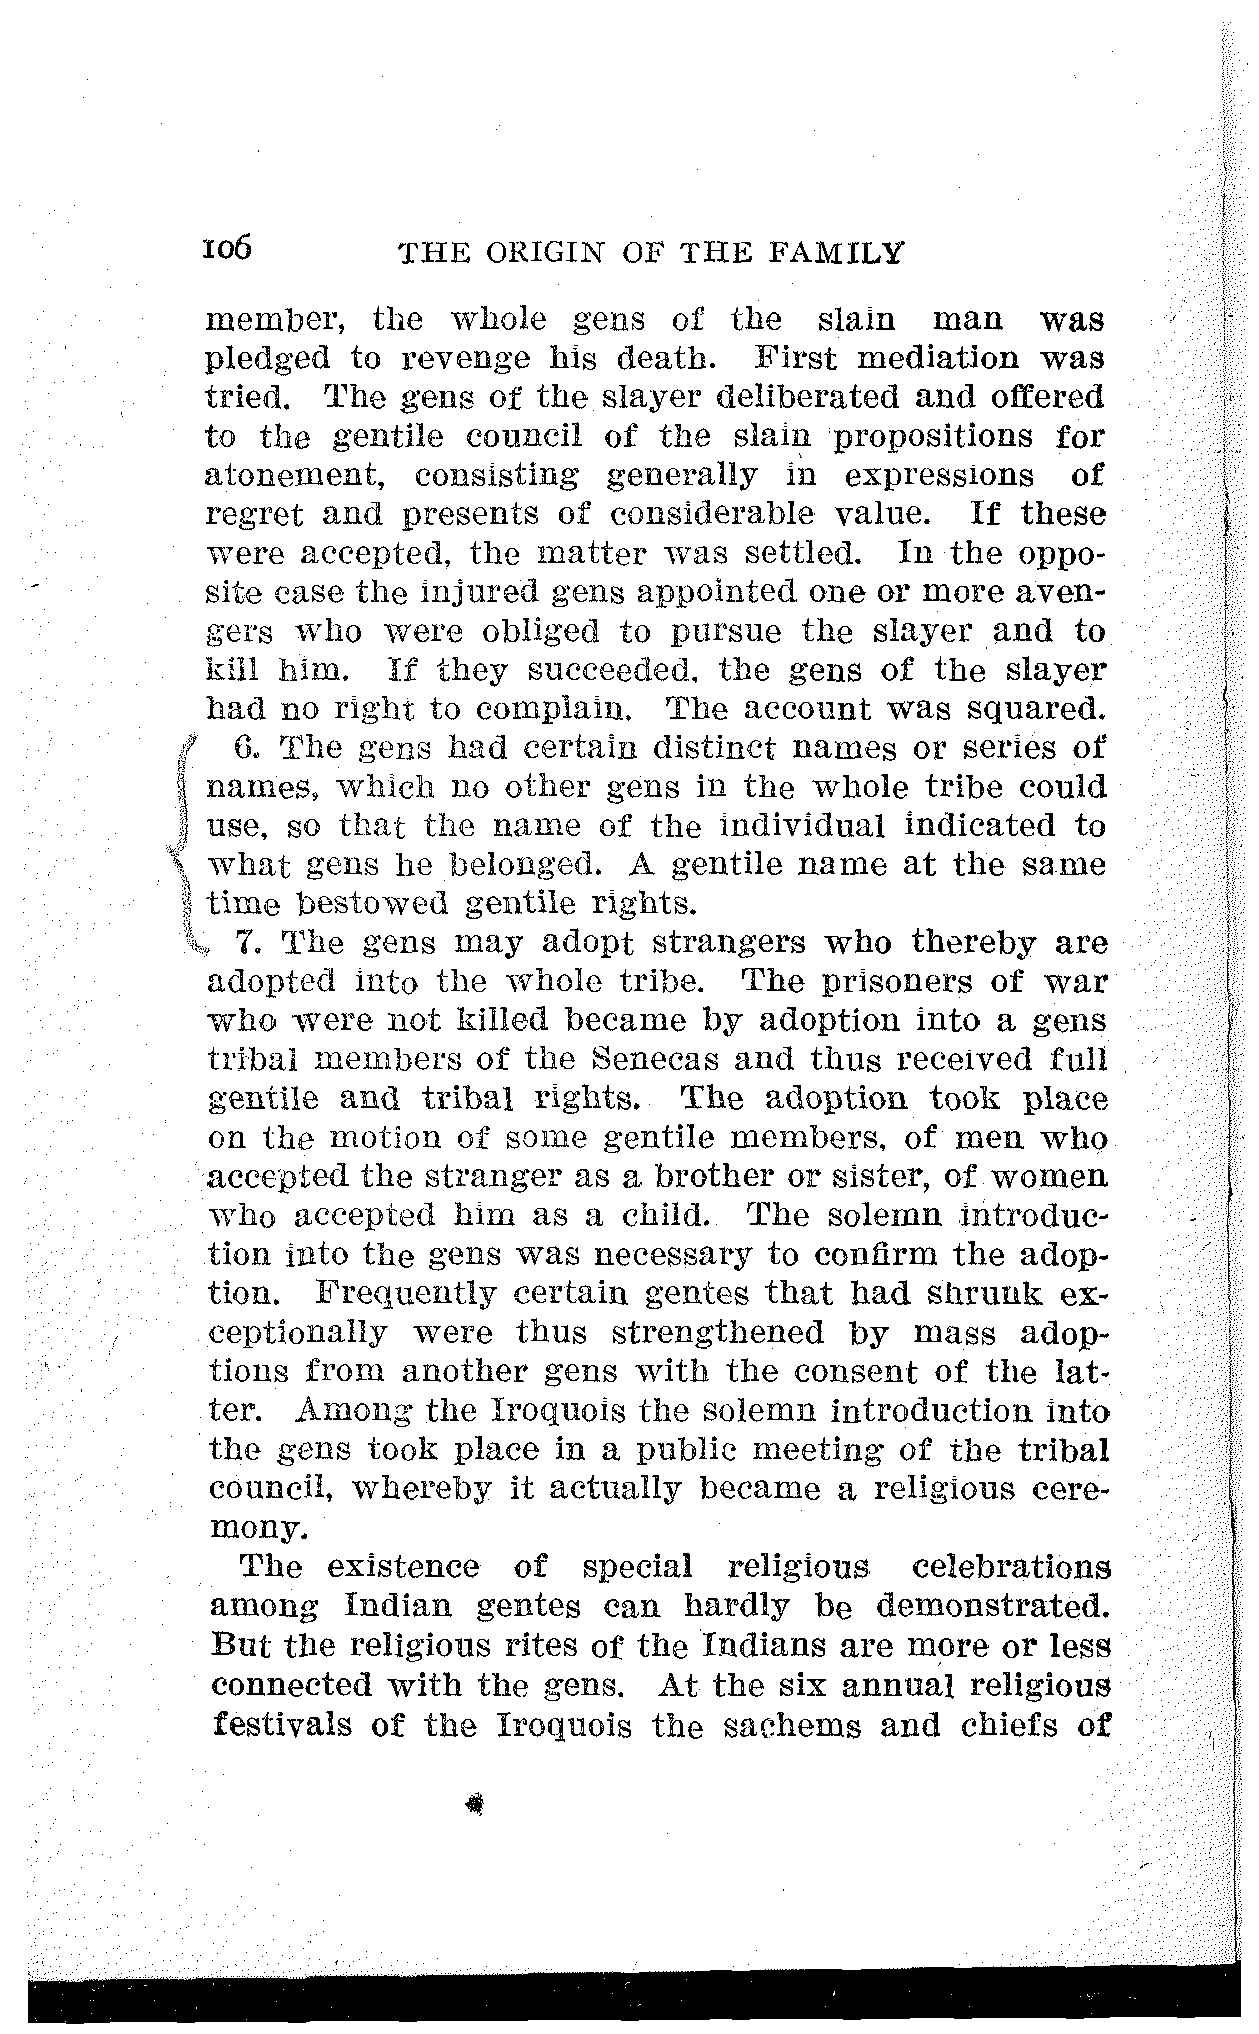 106 THE ORIGIN OF THE FAMILY
member, the whole gens of the slain man was
pledged to revenge his death. First mediation was
tried. The gens of the slayer deliberated and offered
to the gentile council of the slain propositions for
atonement, consisting generally in expressions of
regret and presents of considerable value. If these
were accepted, the matter was settled. In the oppo-
site case the injured gens appointed one or more aven-
gers who were obliged to pursue the slayer and to
kill him. If they succeeded, the gens of the slayer
had no right to complain. The account was squared.
6. The gens had certain distinct names or series of
names, which no other gens in the whole tribe could
use, so that the name of the individual indicated to
what gens he belonged. A gentile name at the same
time bestowed gentile rights.
7. The gens may adopt strangers who thereby are
adopted into the whole tribe. The prisoners of war
who were not killed became by adoption into a gens
tribal members of the Senecas and thus received full
gentile and tribal rights. The adoption took place
on the motion of some gentile members, of men who
accepted the stranger as a brother or sister, of women
who accepted him as a child. The solemn introduc-
tion into the gens was necessary to confirm the adop-
tion. Frequently certain gentes that had shrunk ex-
ceptionally were thus strengthened by mass adop-
tions from another gens with the consent of the lat-
ter. Among the Iroquois the solemn introduction into
the gens took place in a public meeting of the tribal
council, whereby it actually became a religious cere-
mony.
The existence of special religious celebrations
among Indian gentes can hardly be demonstrated.
But the religious rites of the Indians are more or less
connected with the gens. At the six annual religious
festivals of the Iroquois the sachems and chiefs of